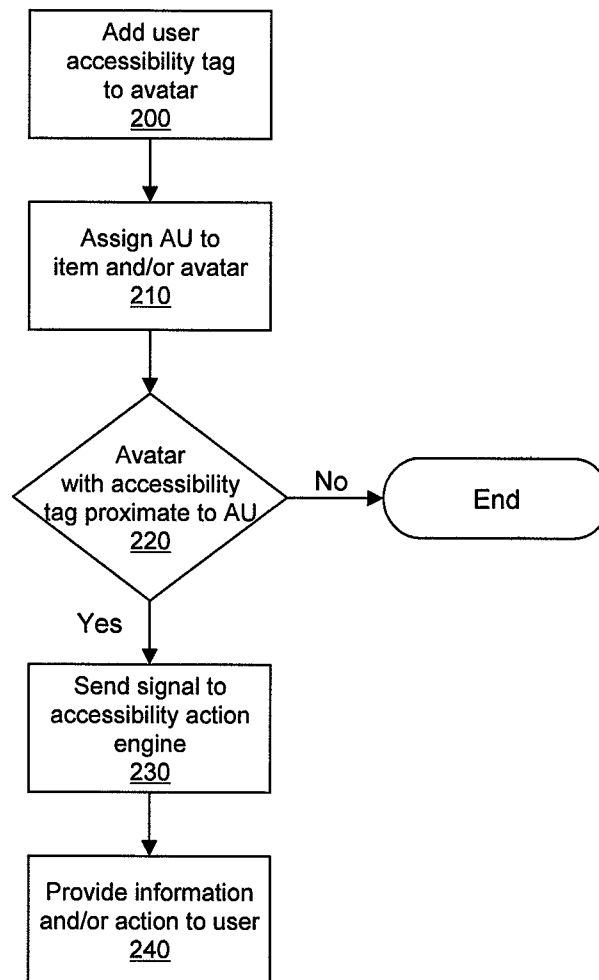 Add user
accessibility tag
to avatar
200
Assign AU to
item and/or avatar
210
Avatar
with accessibility
tag proximate to AU
220
No
End
Yes
Send signal to
accessibility action
engine
230
Provide information
and/or action to user
240